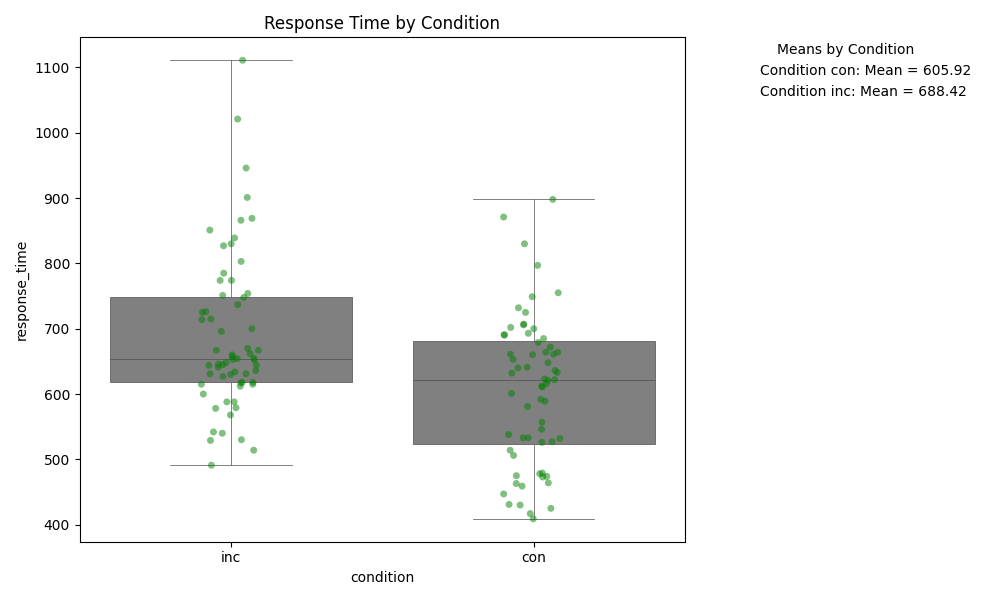 Response Time by Condition
Means by Condition
Condition con: Mean = 605.92
Condition inc: Mean = 688.42
1100
1000
900
800
700
600
500
400
response_time
inc
con
condition